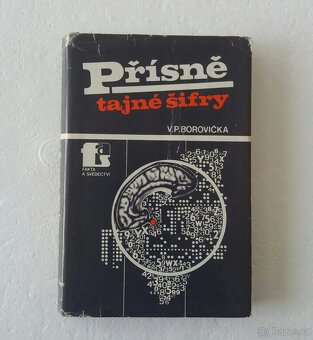 Přísně
tajné šifry
V.P. BOROVIČKA
FAKTA
A SVĚDECTVÍ